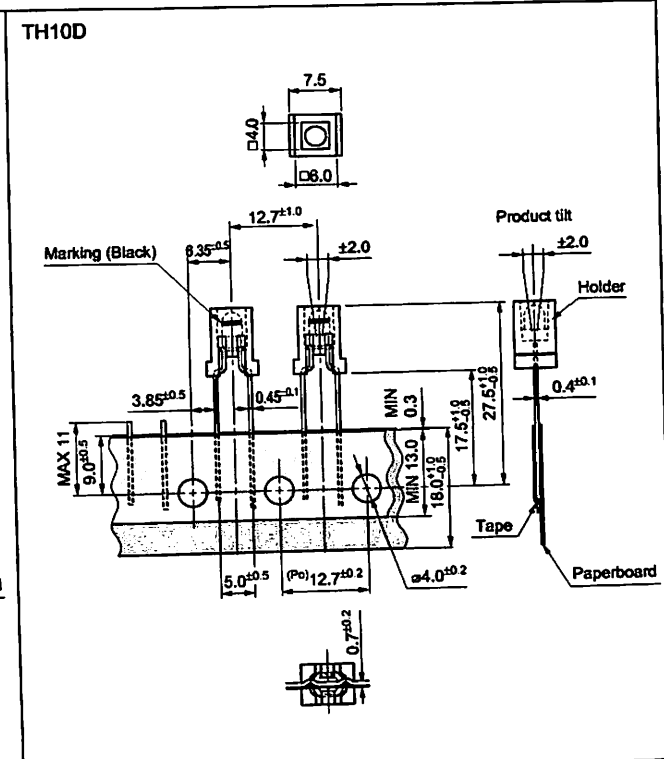 TH10D
7.5
□4.0
□6.0
12.7±1.0
Product tilt
±2.0
±2.0
6.35±0.5
Marking (Black)
Holder
3.85±0.5
0.45±0.1
MIN 0.3
17.5+1.0-0.5
27.5+1.0-0.5
0.4±0.1
MAX 11
9.0±0.5
MIN 13.0
18.0+1.0-0.5
Tape
5.0±0.5
(Po)12.7±0.2
ø4.0±0.2
Paperboard
0.7±0.2